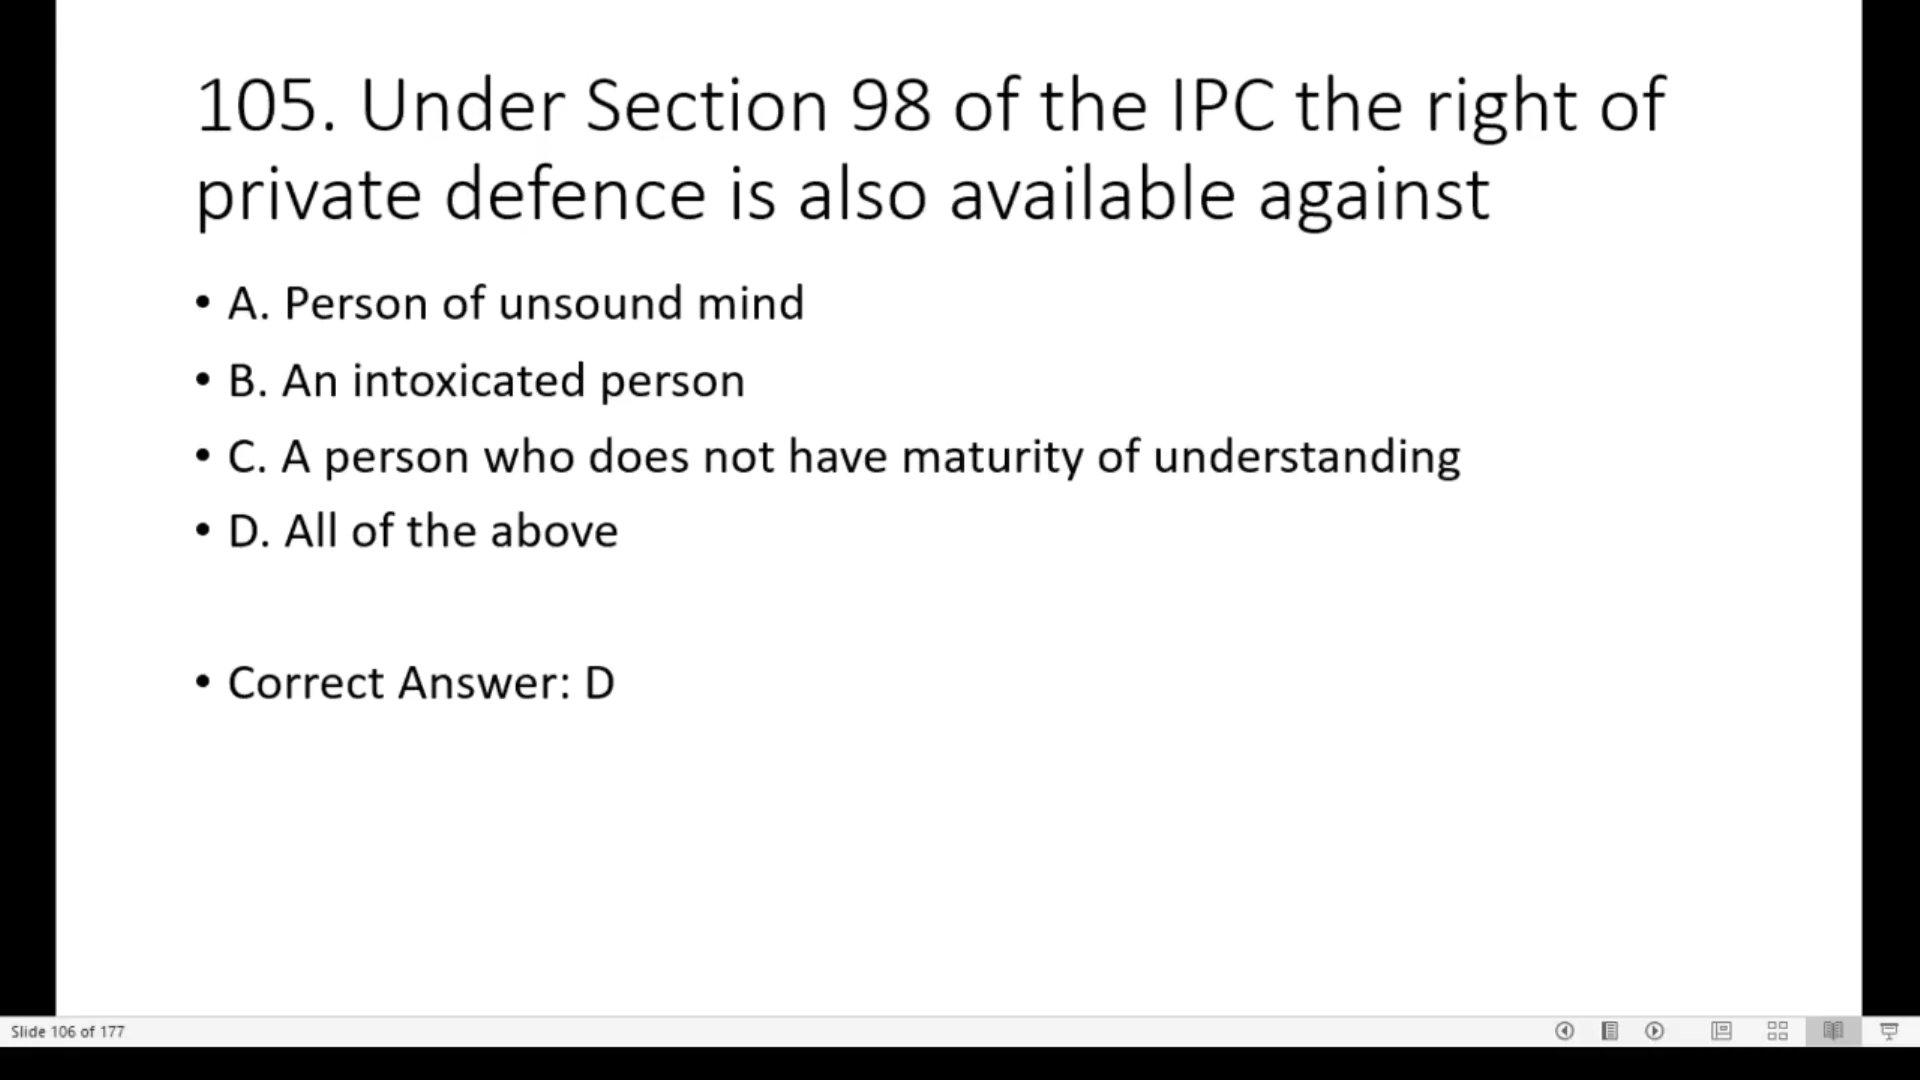 105. Under Section 98 of the IPC the right of
private defence is also available against
• A. Person of unsound mind
• B. An intoxicated person
• C. A person who does not have maturity of understanding
• D. All of the above
• Correct Answer: D
Slide 106 of 177